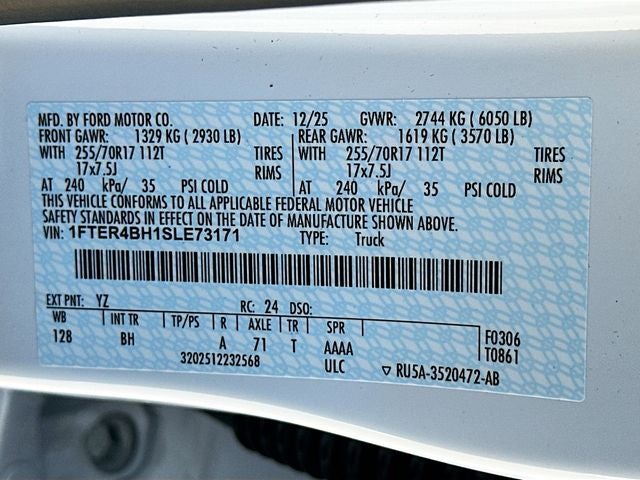 MFD. BY FORD MOTOR CO. DATE: 12/25 GVWR: 2744 KG ( 6050 LB)
FRONT GAWR: 1329 KG ( 2930 LB) REAR GAWR: 1619 KG ( 3570 LB)
WITH 255/70R17 112T TIRES WITH 255/70R17 112T TIRES
17x7.5J RIMS 17x7.5J RIMS
AT 240 kPa/ 35 PSI COLD AT 240 kPa/ 35 PSI COLD
THIS VEHICLE CONFORMS TO ALL APPLICABLE FEDERAL MOTOR VEHICLE
SAFETY STANDARDS IN EFFECT ON THE DATE OF MANUFACTURE SHOWN ABOVE.
VIN: 1FTER4BH1SLE73171 TYPE: Truck
EXT PNT: YZ RC: 24 DSO:
WB INT TR TP/PS R AXLE TR SPR F0306
128 BH A 71 T AAAA T0861
3202512232568 ULC ▽ RU5A-3520472-AB